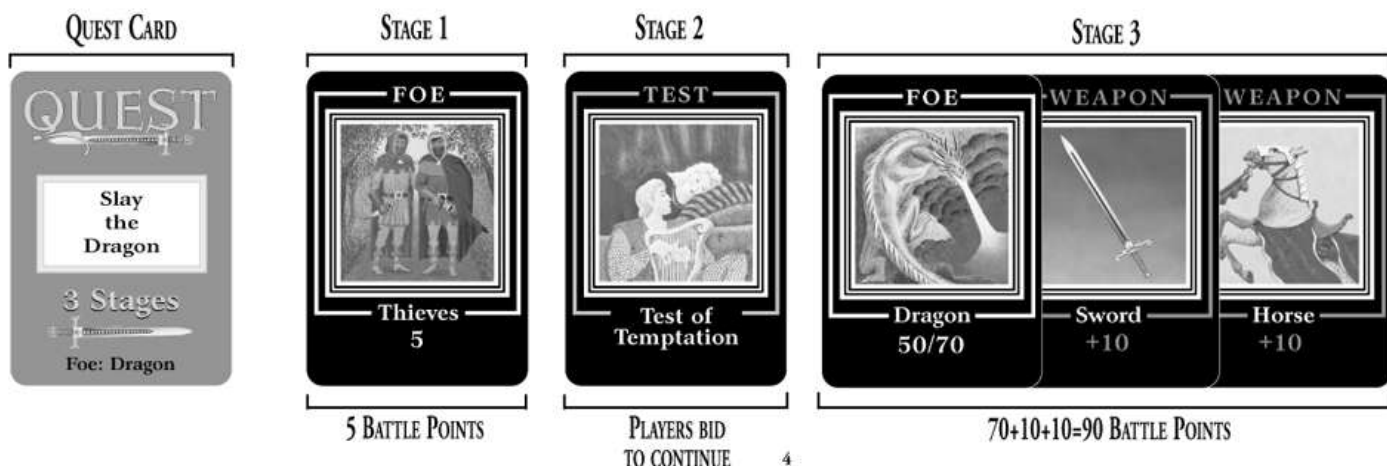 QUEST CARD
STAGE 1
STAGE 2
STAGE 3
QUEST
Slay
the
Dragon
3 Stages
Foe: Dragon
FOE
Thieves
5
TEST
Test of
Temptation
FOE
Dragon
50/70
WEAPON
Sword
+10
WEAPON
Horse
+10
5 BATTLE POINTS
PLAYERS BID
TO CONTINUE
70+10+10=90 BATTLE POINTS
4